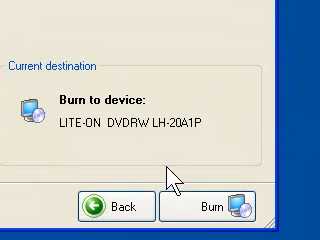 Current destination
Burn to device:
LITE-ON DVDRW LH-20A1P
Back
Burn